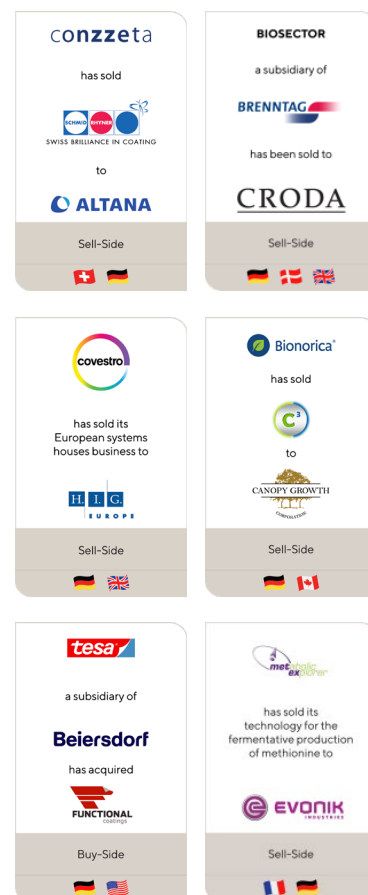 conzzeta
has sold
SCHMID RHYNER
SWISS BRILLIANCE IN COATING
to
ALTANA
Sell-Side
BIOSECTOR
a subsidiary of
BRENNTAG
has been sold to
CRODA
Sell-Side
covestro
has sold its
European systems
houses business to
H.I.G.
EUROPE
Sell-Side
Bionorica®
has sold
C³
to
CANOPY GROWTH
CORPORATION
Sell-Side
tesa
a subsidiary of
Beiersdorf
has acquired
FUNCTIONAL
coatings
Buy-Side
metabolic
explorer
has sold its
technology for the
fermentative production
of methionine to
EVONIK
INDUSTRIES
Sell-Side